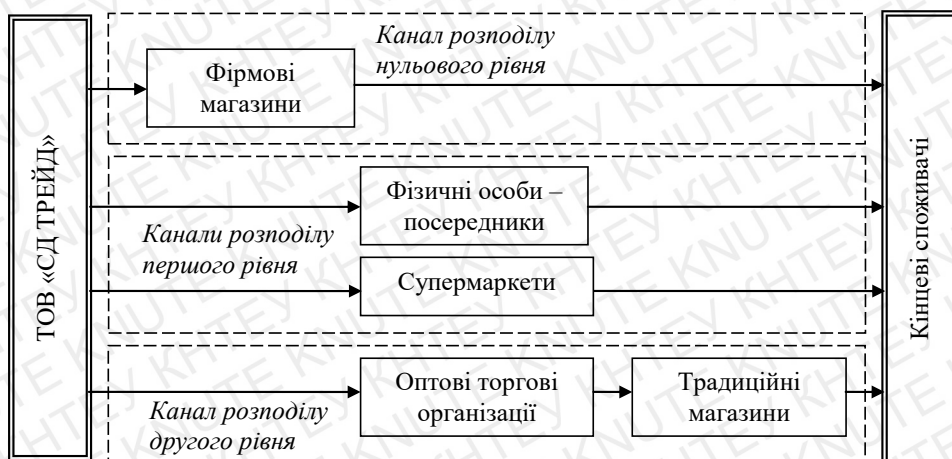 ТОВ «СД ТРЕЙД»
Фірмові
магазини
Канал розподілу
нульового рівня
Фізичні особи –
посередники
Канали розподілу
першого рівня
Супермаркети
Оптові торгові
організації
Традиційні
магазини
Канал розподілу
другого рівня
Кінцеві споживачі